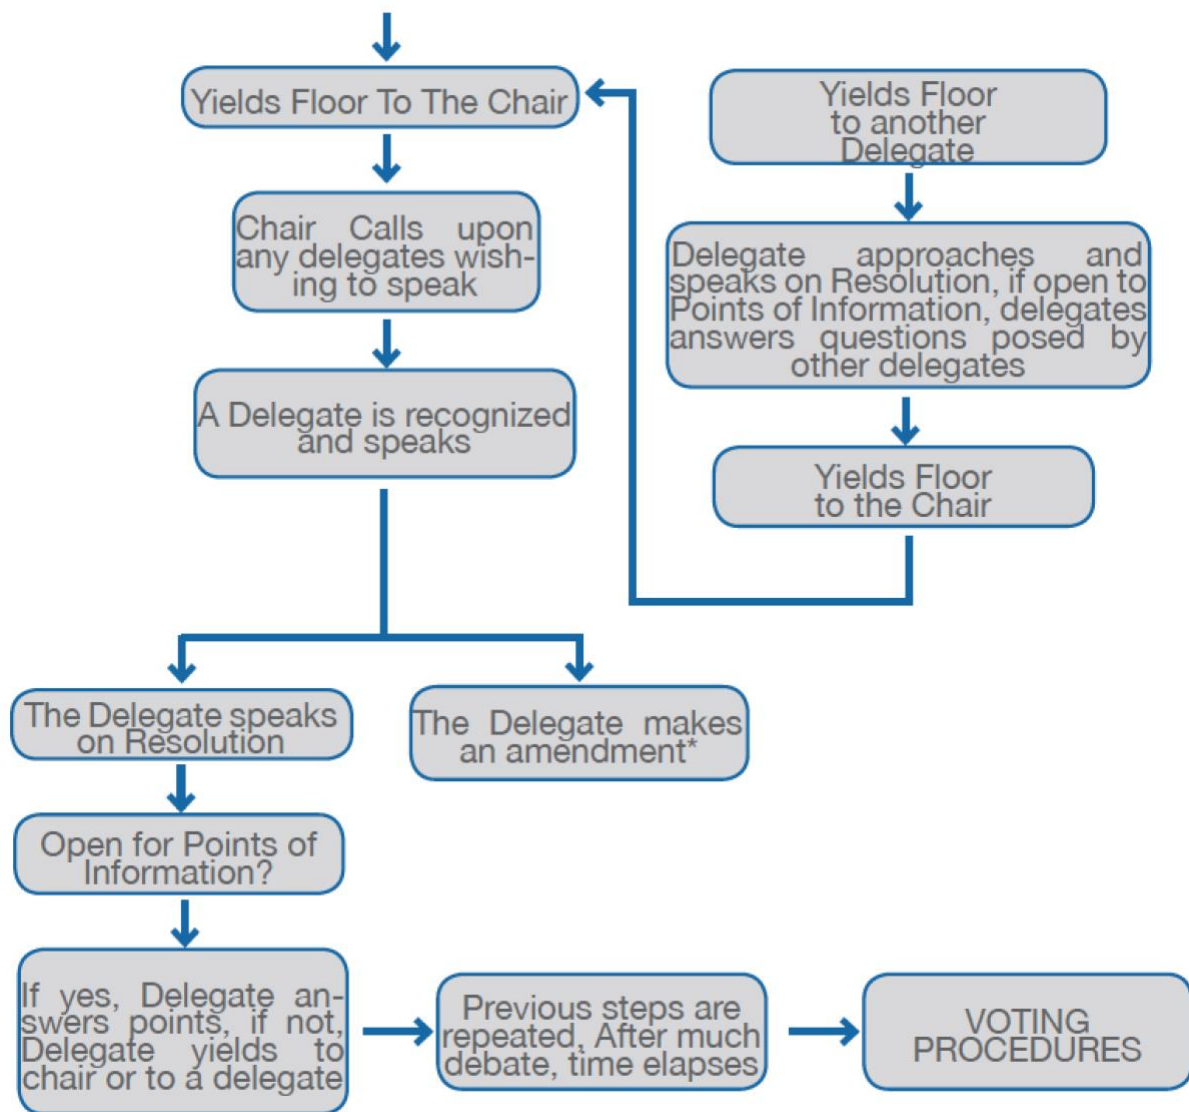 Yields Floor To The Chair
Chair Calls upon
any delegates wish-
ing to speak
A Delegate is recognized
and speaks
Yields Floor
to another
Delegate
Delegate approaches and
speaks on Resolution, if open to
Points of Information, delegates
answers questions posed by
other delegates
Yields Floor
to the Chair
The Delegate speaks
on Resolution
The Delegate makes
an amendment*
Open for Points of
Information?
If yes, Delegate an-
swers points, if not,
Delegate yields to
chair or to a delegate
Previous steps are
repeated, After much
debate, time elapses
VOTING
PROCEDURES